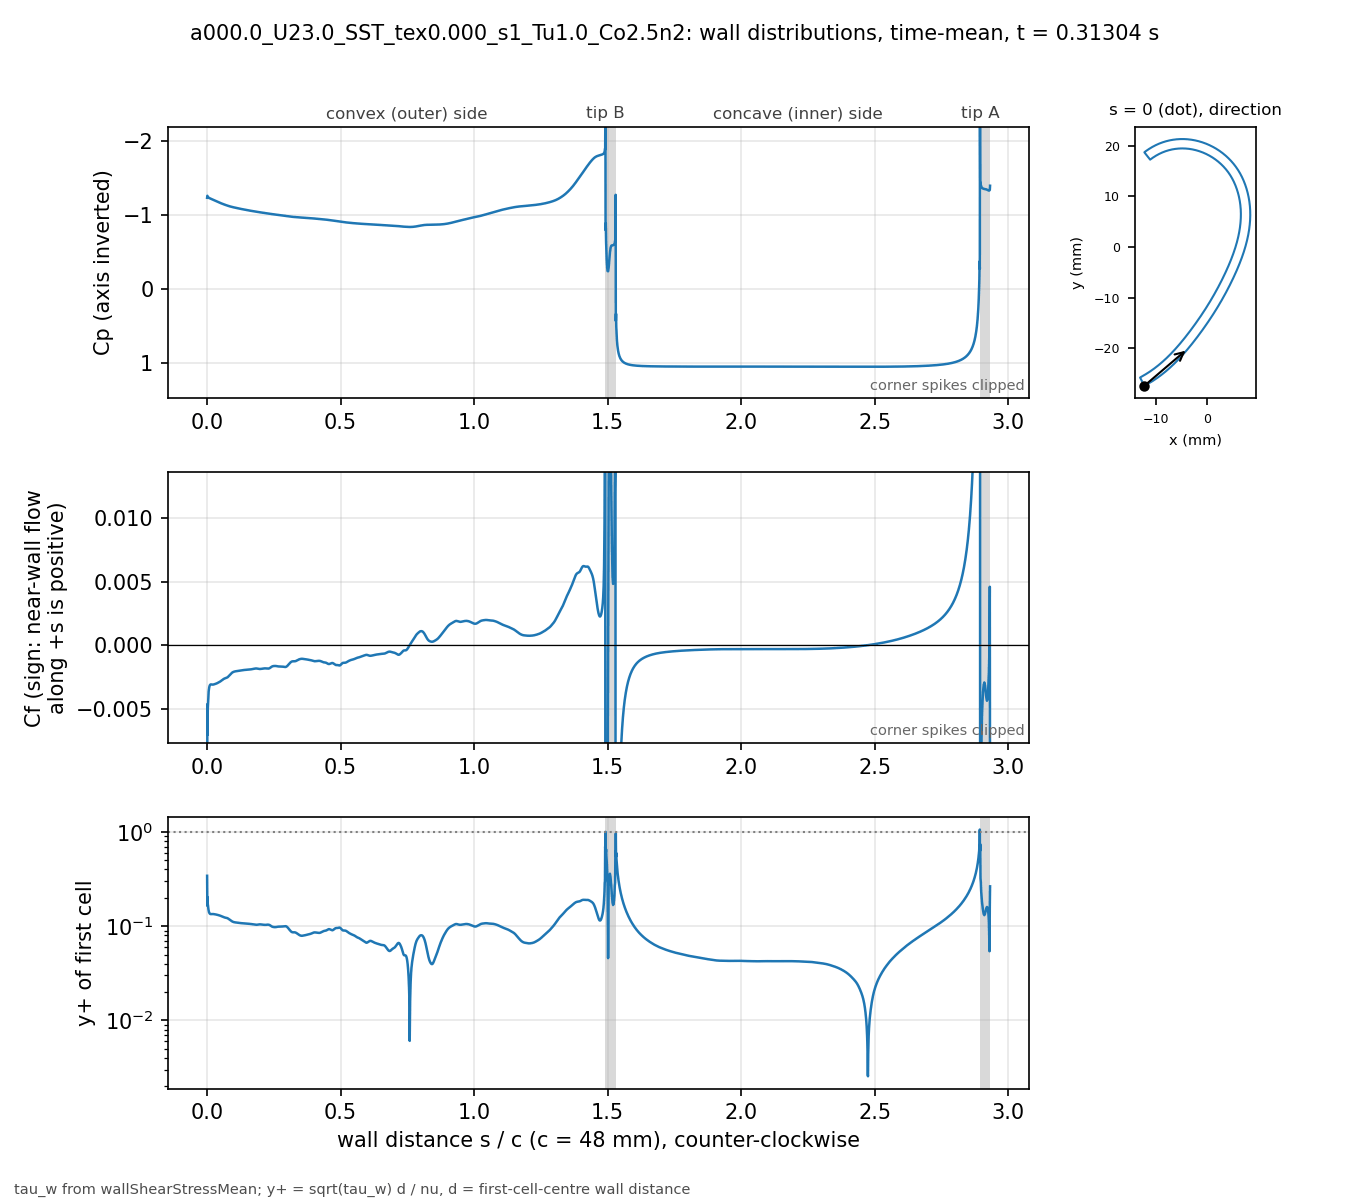 a000.0_U23.0_SST_tex0.000_s1_Tu1.0_Co2.5n2: wall distributions, time-mean, t = 0.31304 s
convex (outer) side
tip B
concave (inner) side
tip A
s = 0 (dot), direction
Cp (axis inverted)
−2
−1
0
1
corner spikes clipped
0.0 0.5 1.0 1.5 2.0 2.5 3.0
y (mm)
20
10
0
−10
−20
−10 0
x (mm)
Cf (sign: near-wall flow
along +s is positive)
0.010
0.005
0.000
−0.005
corner spikes clipped
0.0 0.5 1.0 1.5 2.0 2.5 3.0
y+ of first cell
10⁰
10⁻¹
10⁻²
0.0 0.5 1.0 1.5 2.0 2.5 3.0
wall distance s / c (c = 48 mm), counter-clockwise
tau_w from wallShearStressMean; y+ = sqrt(tau_w) d / nu, d = first-cell-centre wall distance